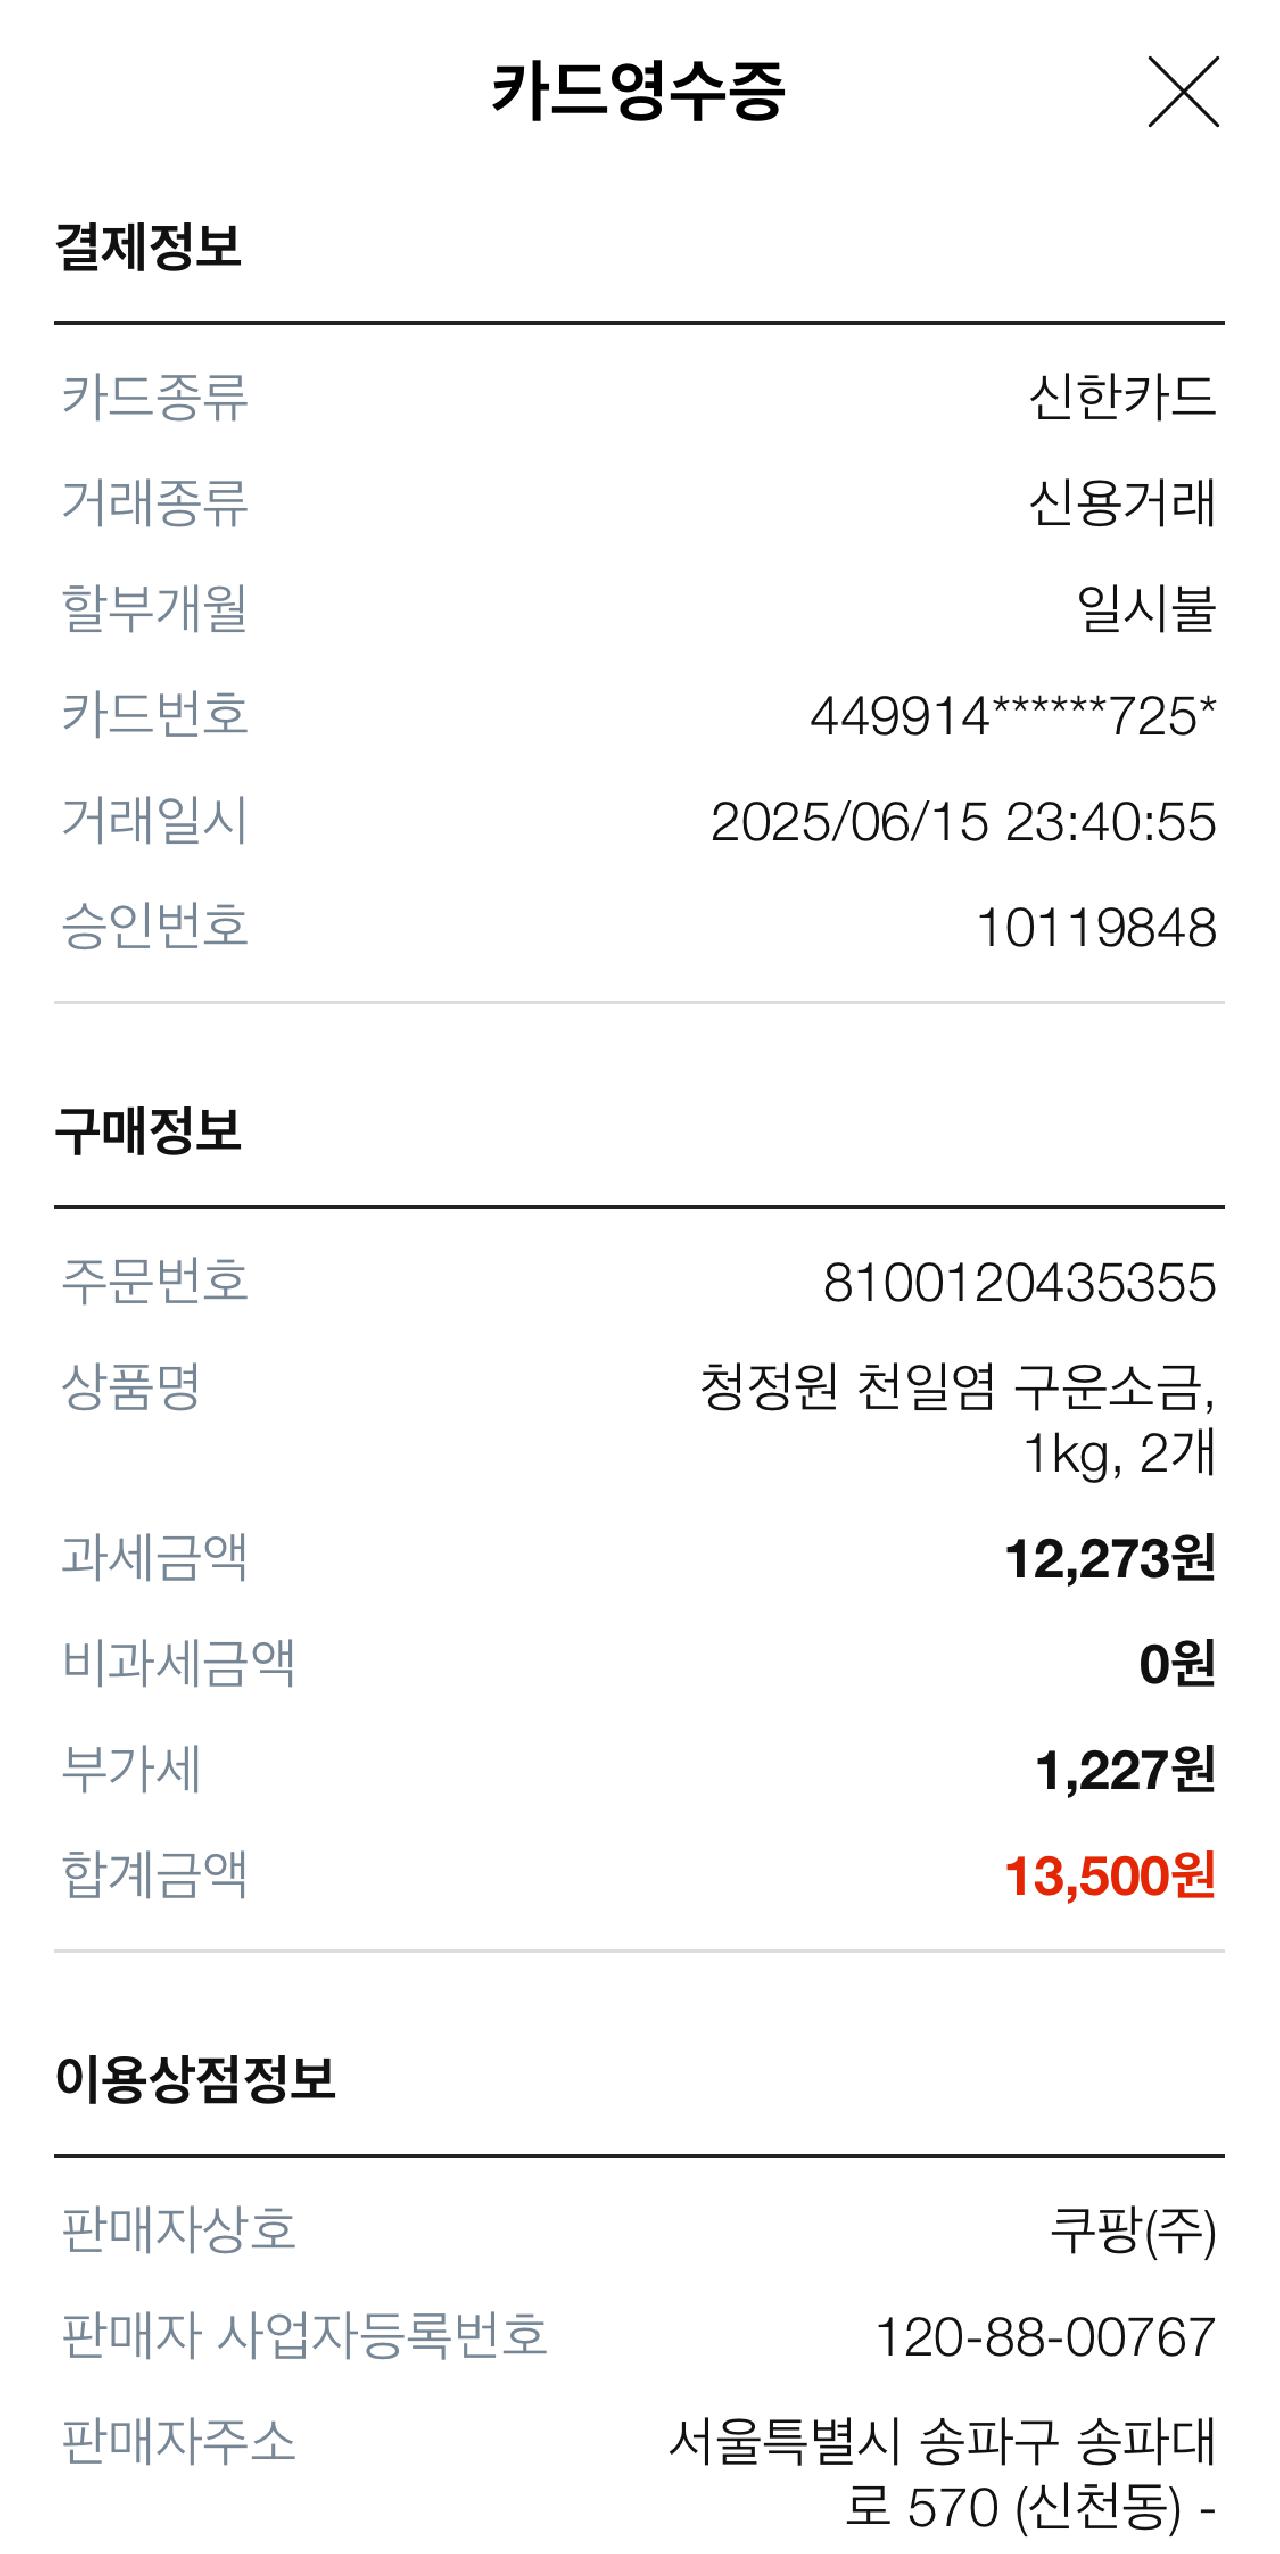 카드영수증
결제정보
카드종류 신한카드
거래종류 신용거래
할부개월 일시불
카드번호 449914******725*
거래일시 2025/06/15 23:40:55
승인번호 10119848
구매정보
주문번호 8100120435355
상품명 청정원 천일염 구운소금,
1kg, 2개
과세금액 12,273원
비과세금액 0원
부가세 1,227원
합계금액 13,500원
이용상점정보
판매자상호 쿠팡(주)
판매자 사업자등록번호 120-88-00767
판매자주소 서울특별시 송파구 송파대
로 570 (신천동) -